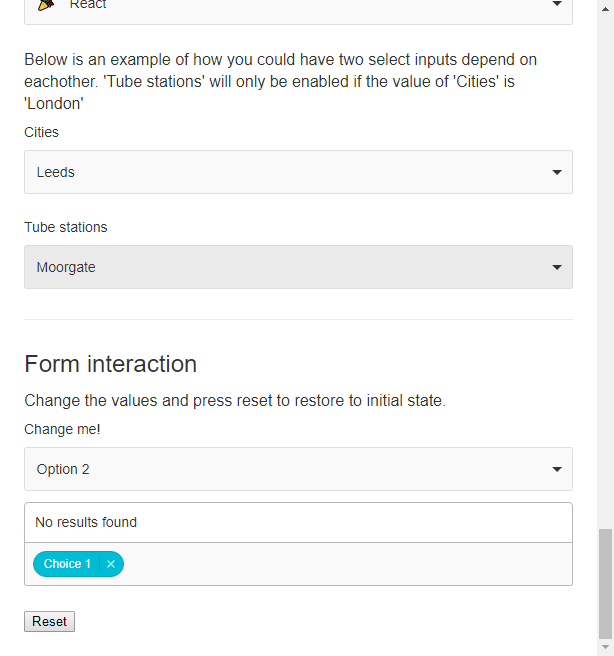 React
Below is an example of how you could have two select inputs depend on
eachother. 'Tube stations' will only be enabled if the value of 'Cities' is
'London'
Cities
Leeds
Tube stations
Moorgate
Form interaction
Change the values and press reset to restore to initial state.
Change me!
Option 2
No results found
Choice 1
Reset